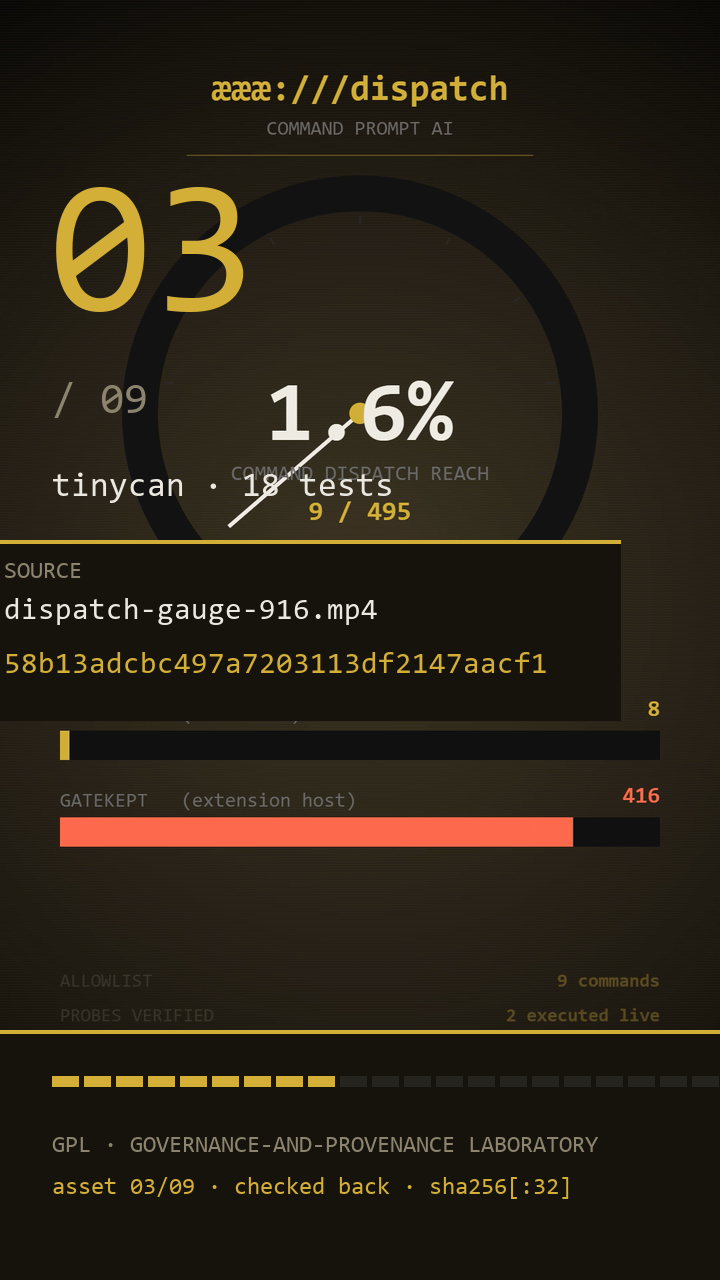 æææ:///dispatch
COMMAND PROMPT AI
03
/ 09
1.6%
COMMAND DISPATCH REACH
tinycan · 18 tests
9 / 495
SOURCE
dispatch-gauge-916.mp4
58b13adcbc497a7203113df2147aacf1
8
GATEKEPT (extension host)
416
ALLOWLIST 9 commands
PROBES VERIFIED 2 executed live
GPL · GOVERNANCE-AND-PROVENANCE LABORATORY
asset 03/09 · checked back · sha256[:32]